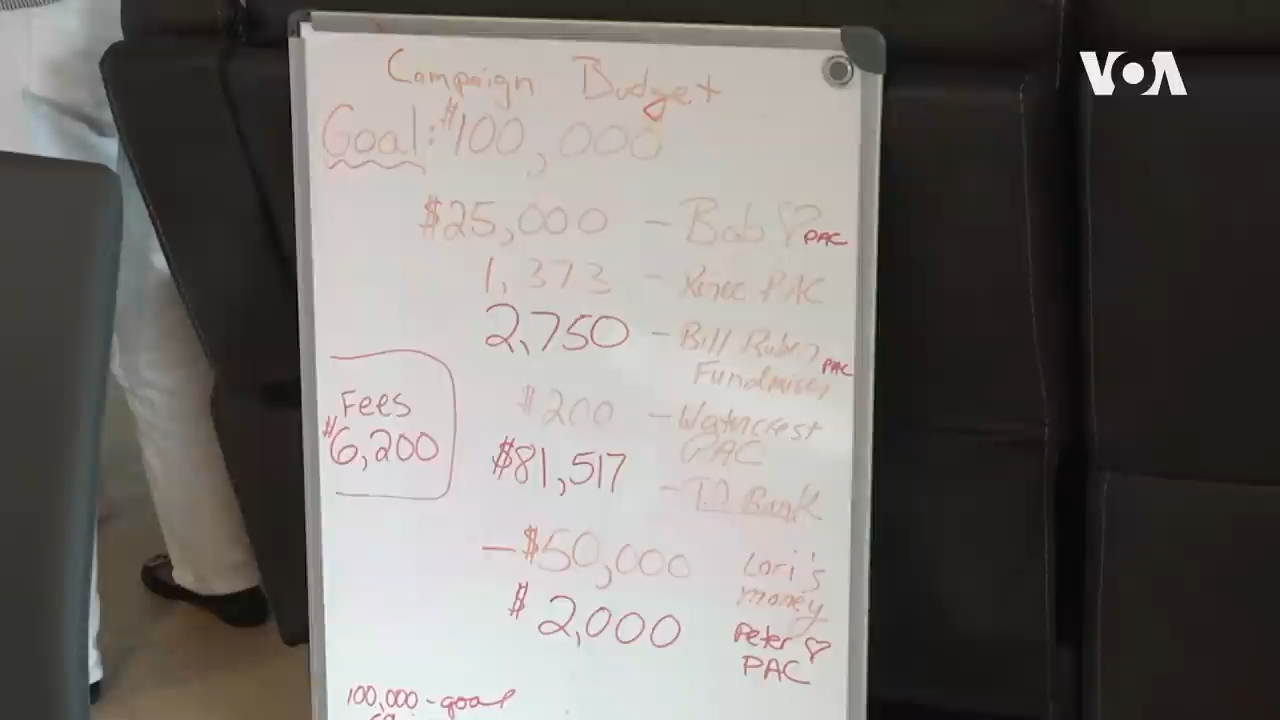 VOA
Campaign Budget
Goal: $100,000
$25,000 - Bob ♡ PAC
1,373 - Renee PAC
2,750 - Bill Rubin PAC
Fundraiser
$200 - Watercrest
PAC
Fees
$6,200
$81,517 - TD Bank
- $50,000 Lori's
money
$2,000 Peter ♡
PAC
100,000 - goal